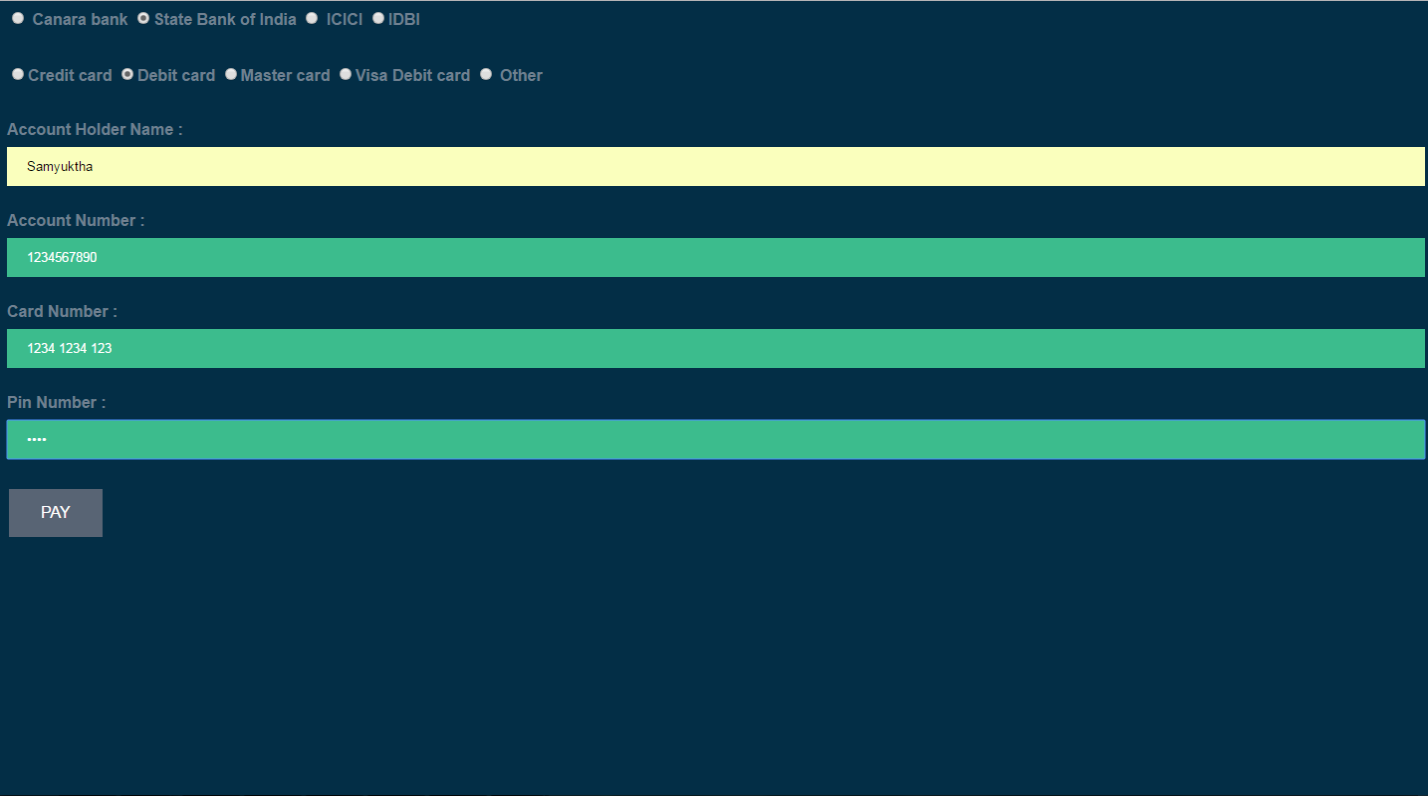 Canara bank State Bank of India ICICI IDBI
Credit card Debit card Master card Visa Debit card Other
Account Holder Name :
Samyuktha
Account Number :
1234567890
Card Number :
1234 1234 123
Pin Number :
••••
PAY